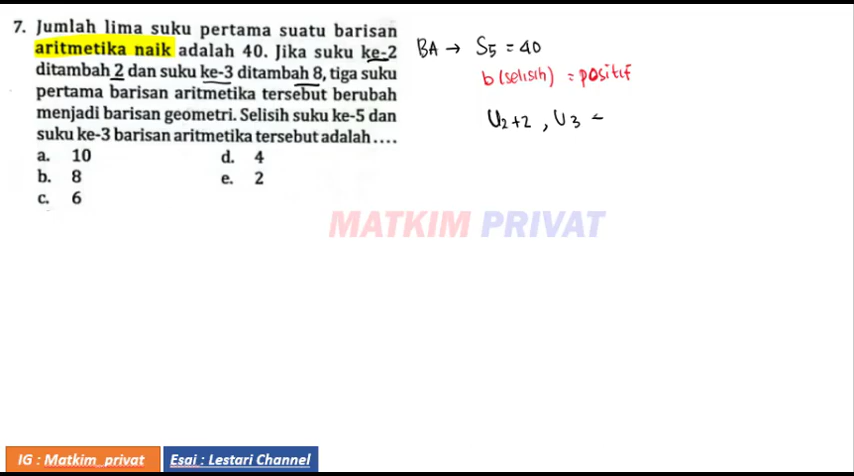 7. Jumlah lima suku pertama suatu barisan
aritmetika naik adalah 40. Jika suku ke-2
ditambah 2 dan suku ke-3 ditambah 8, tiga suku
pertama barisan aritmetika tersebut berubah
menjadi barisan geometri. Selisih suku ke-5 dan
suku ke-3 barisan aritmetika tersebut adalah....
a. 10 d. 4
b. 8 e. 2
c. 6
BA → S5 = 40
b (selisih) = positif
U2+2 , U3 -
MATKIM PRIVAT
IG : Matkim_privat Esai : Lestari Channel